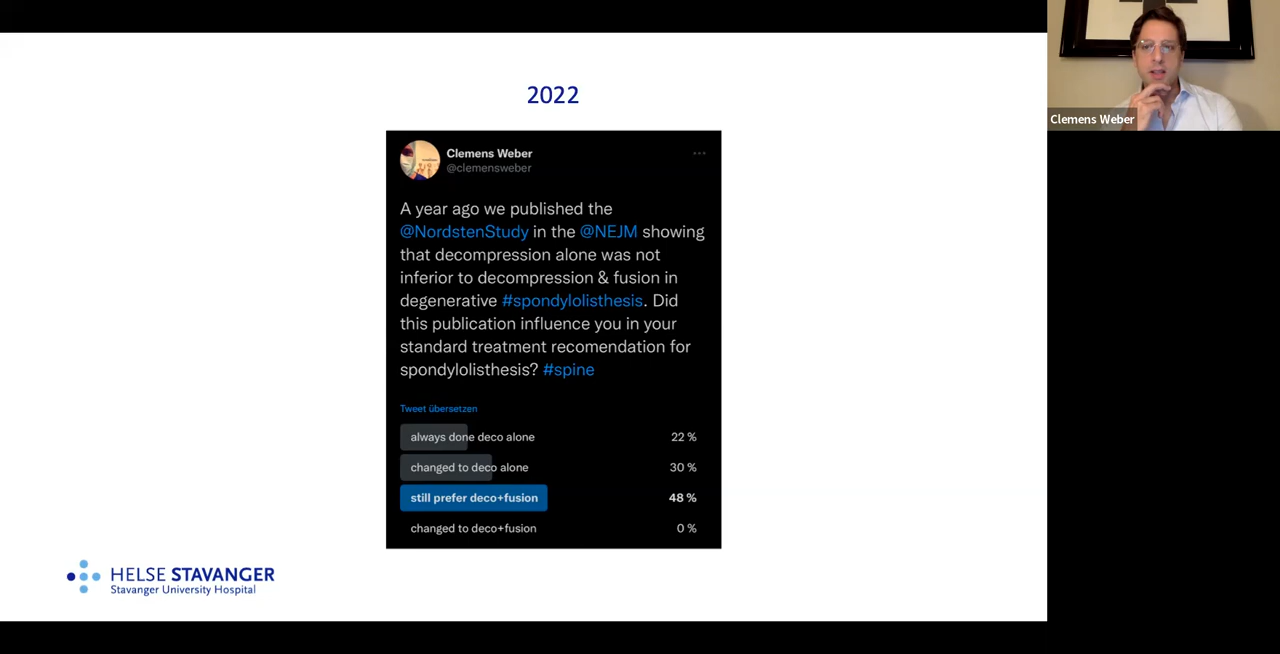 2022
Clemens Weber
Clemens Weber
@clemensweber
A year ago we published the
@NordstenStudy in the @NEJM showing
that decompression alone was not
inferior to decompression & fusion in
degenerative #spondylolisthesis. Did
this publication influence you in your
standard treatment recomendation for
spondylolisthesis? #spine
Tweet übersetzen
always done deco alone 22 %
changed to deco alone 30 %
still prefer deco+fusion 48 %
changed to deco+fusion 0 %
HELSE STAVANGER
Stavanger University Hospital